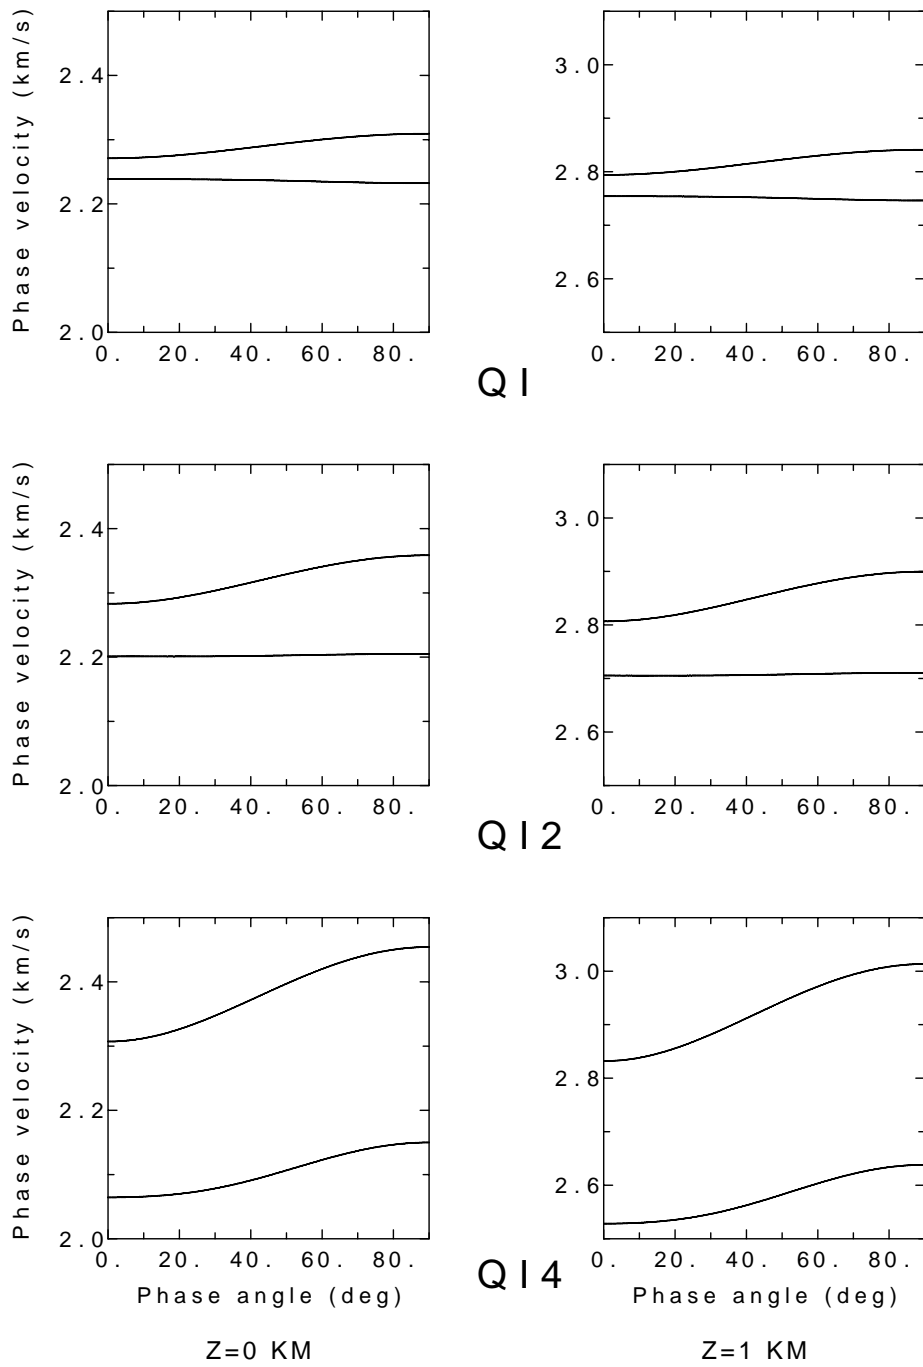 Phase velocity (km/s)
2.4
2.2
2.0
0. 20. 40. 60. 80.
3.0
2.8
2.6
0. 20. 40. 60. 80.
QI
Phase velocity (km/s)
2.4
2.2
2.0
0. 20. 40. 60. 80.
3.0
2.8
2.6
0. 20. 40. 60. 80.
QI2
Phase velocity (km/s)
2.4
2.2
2.0
0. 20. 40. 60. 80.
Phase angle (deg)
3.0
2.8
2.6
0. 20. 40. 60. 80.
Phase angle (deg)
QI4
Z=0 KM
Z=1 KM